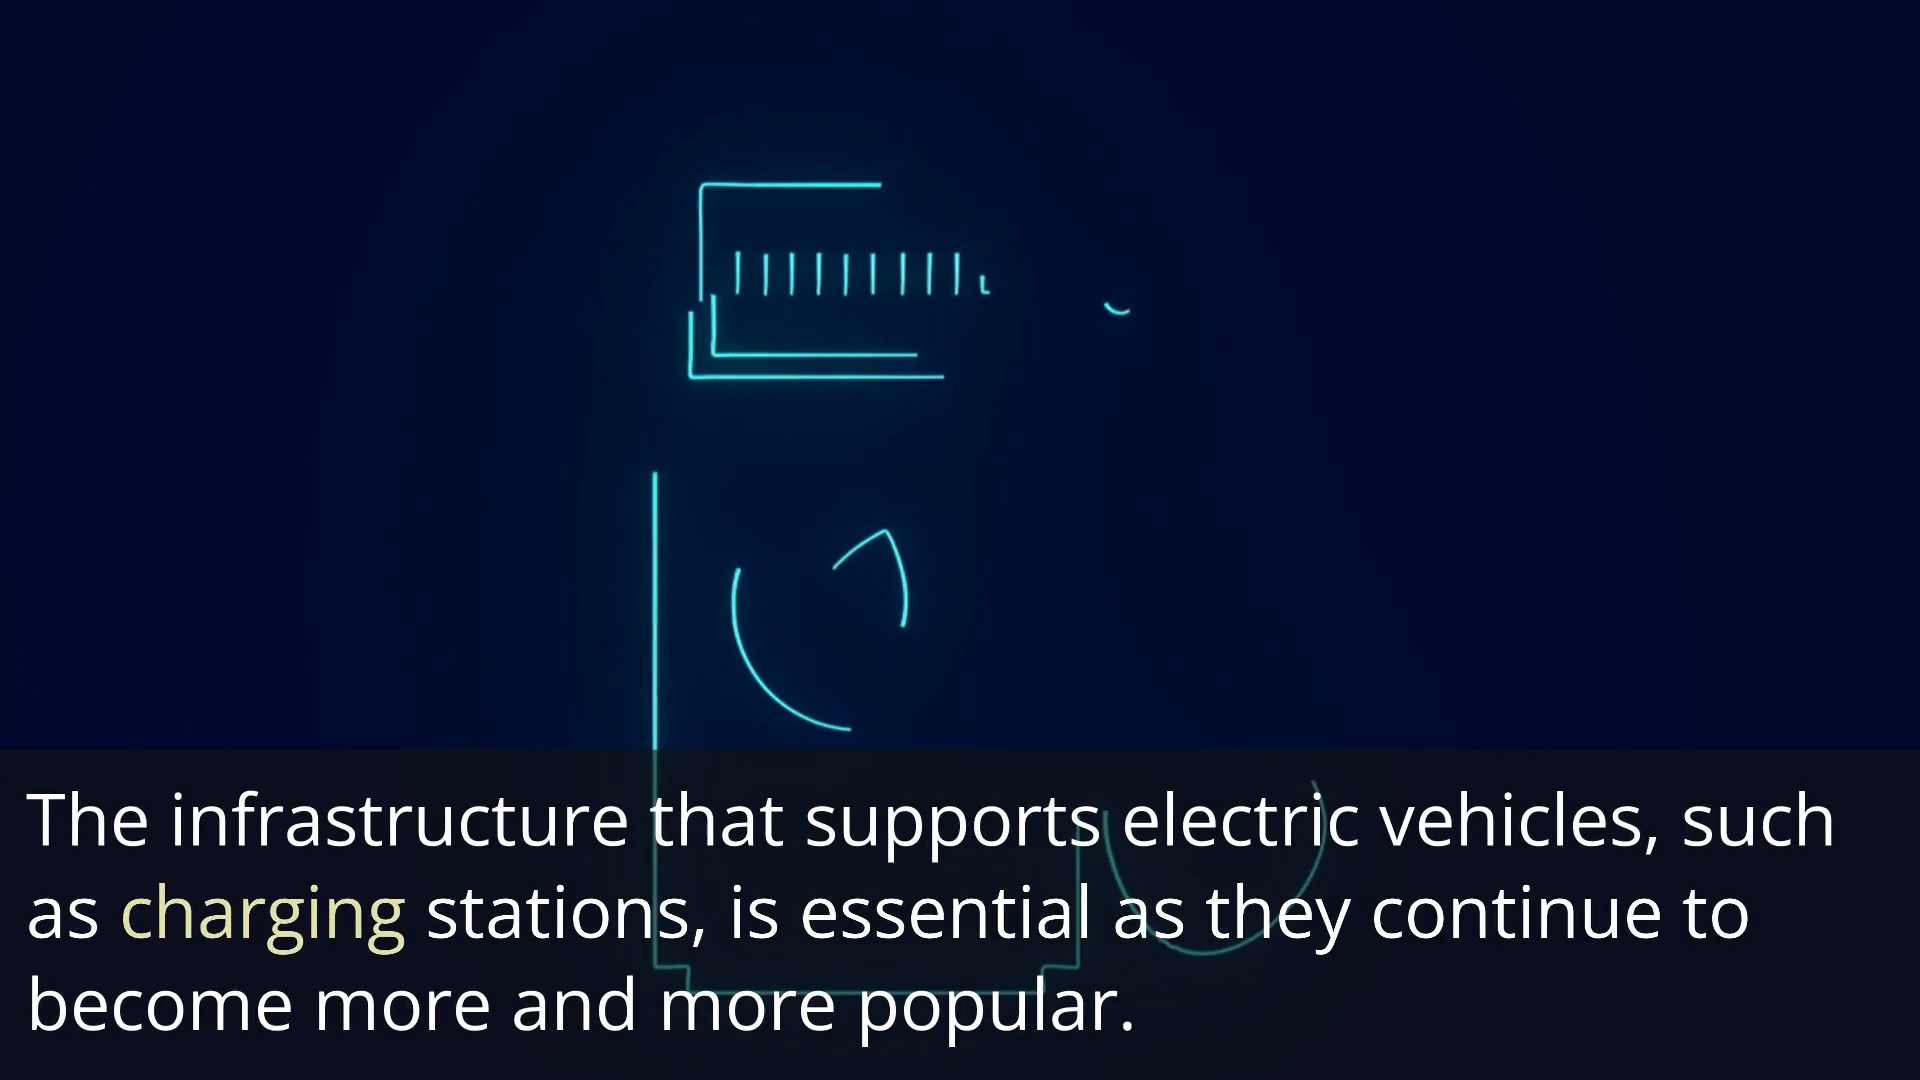 The infrastructure that supports electric vehicles, such
as charging stations, is essential as they continue to
become more and more popular.